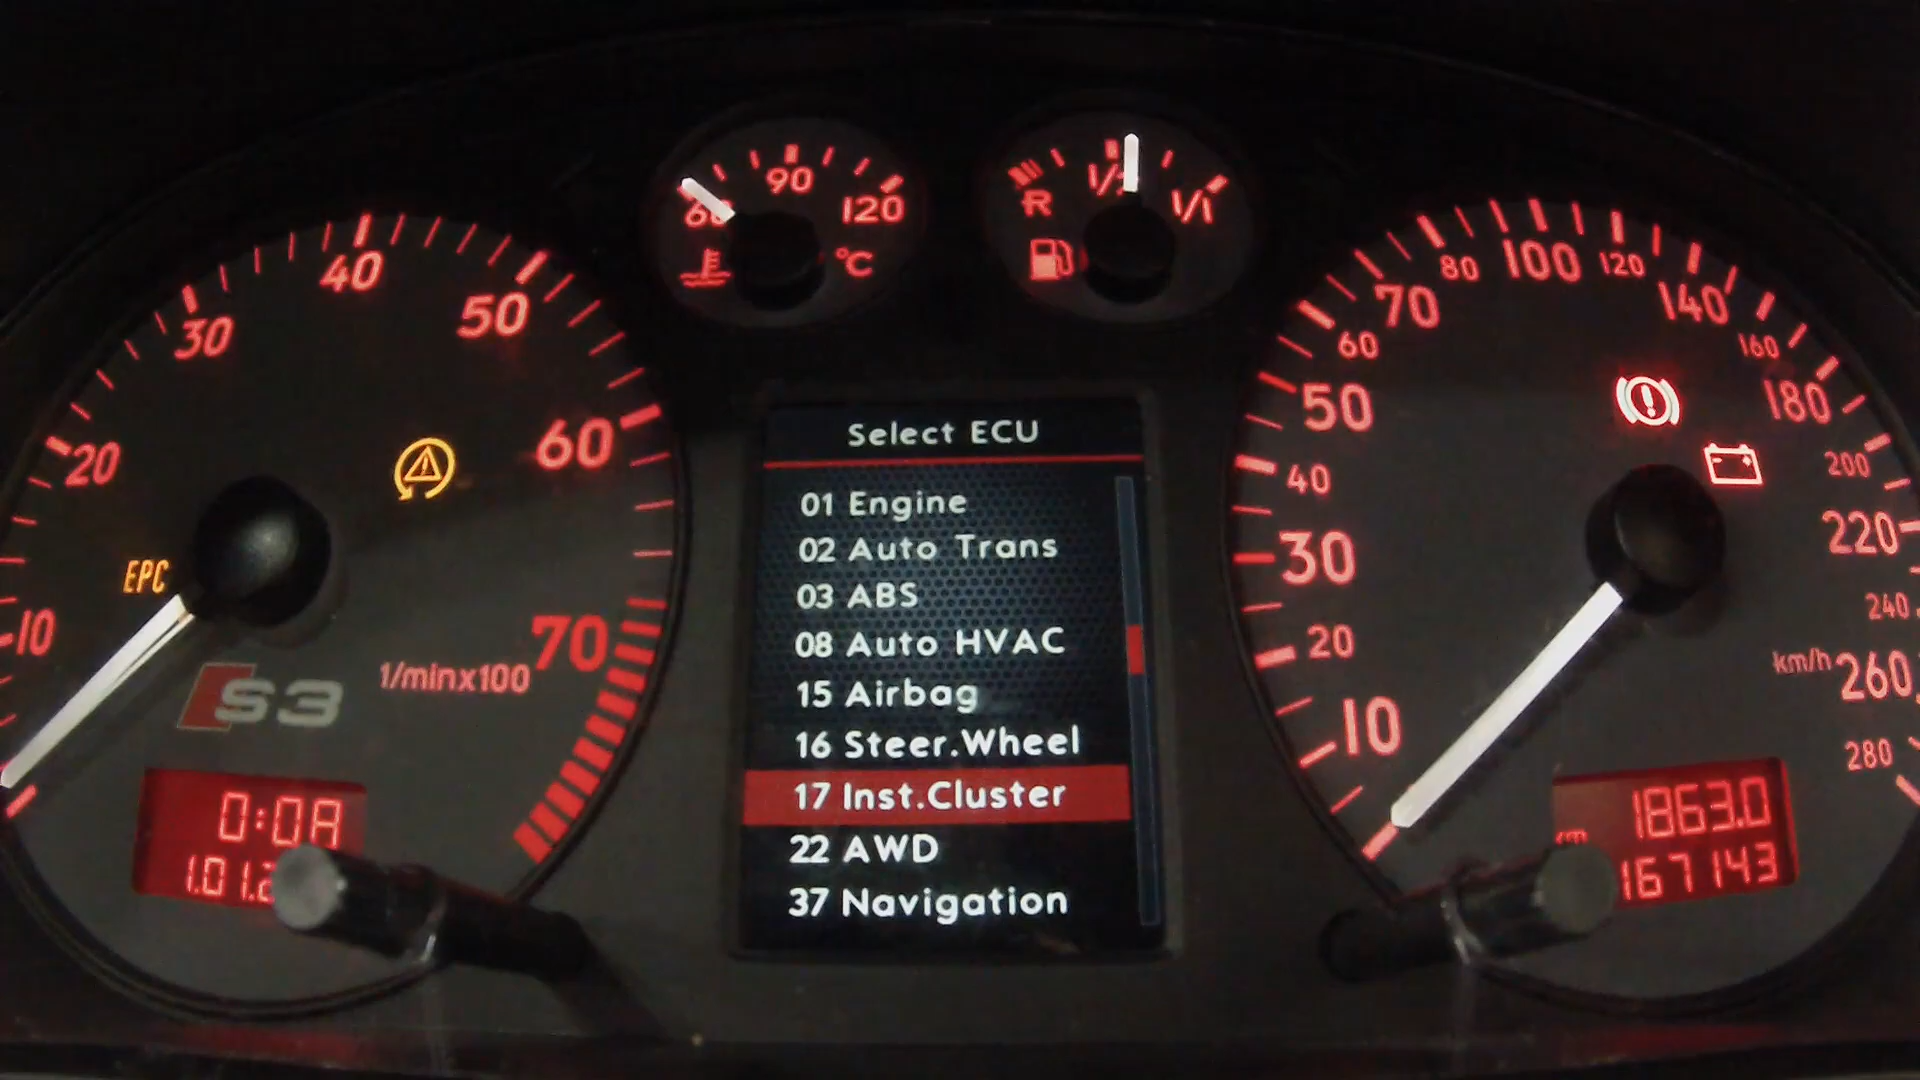 10
20
30
40
50
60
70
EPC
1/minx100
S3
0:0A
90
120
°C
R
1/1
Select ECU
01 Engine
02 Auto Trans
03 ABS
08 Auto HVAC
15 Airbag
16 Steer.Wheel
17 Inst.Cluster
22 AWD
37 Navigation
10
20
30
40
50
60
70
80
100
120
140
160
180
200
220
240
km/h 260
280
1863.0
km
167143